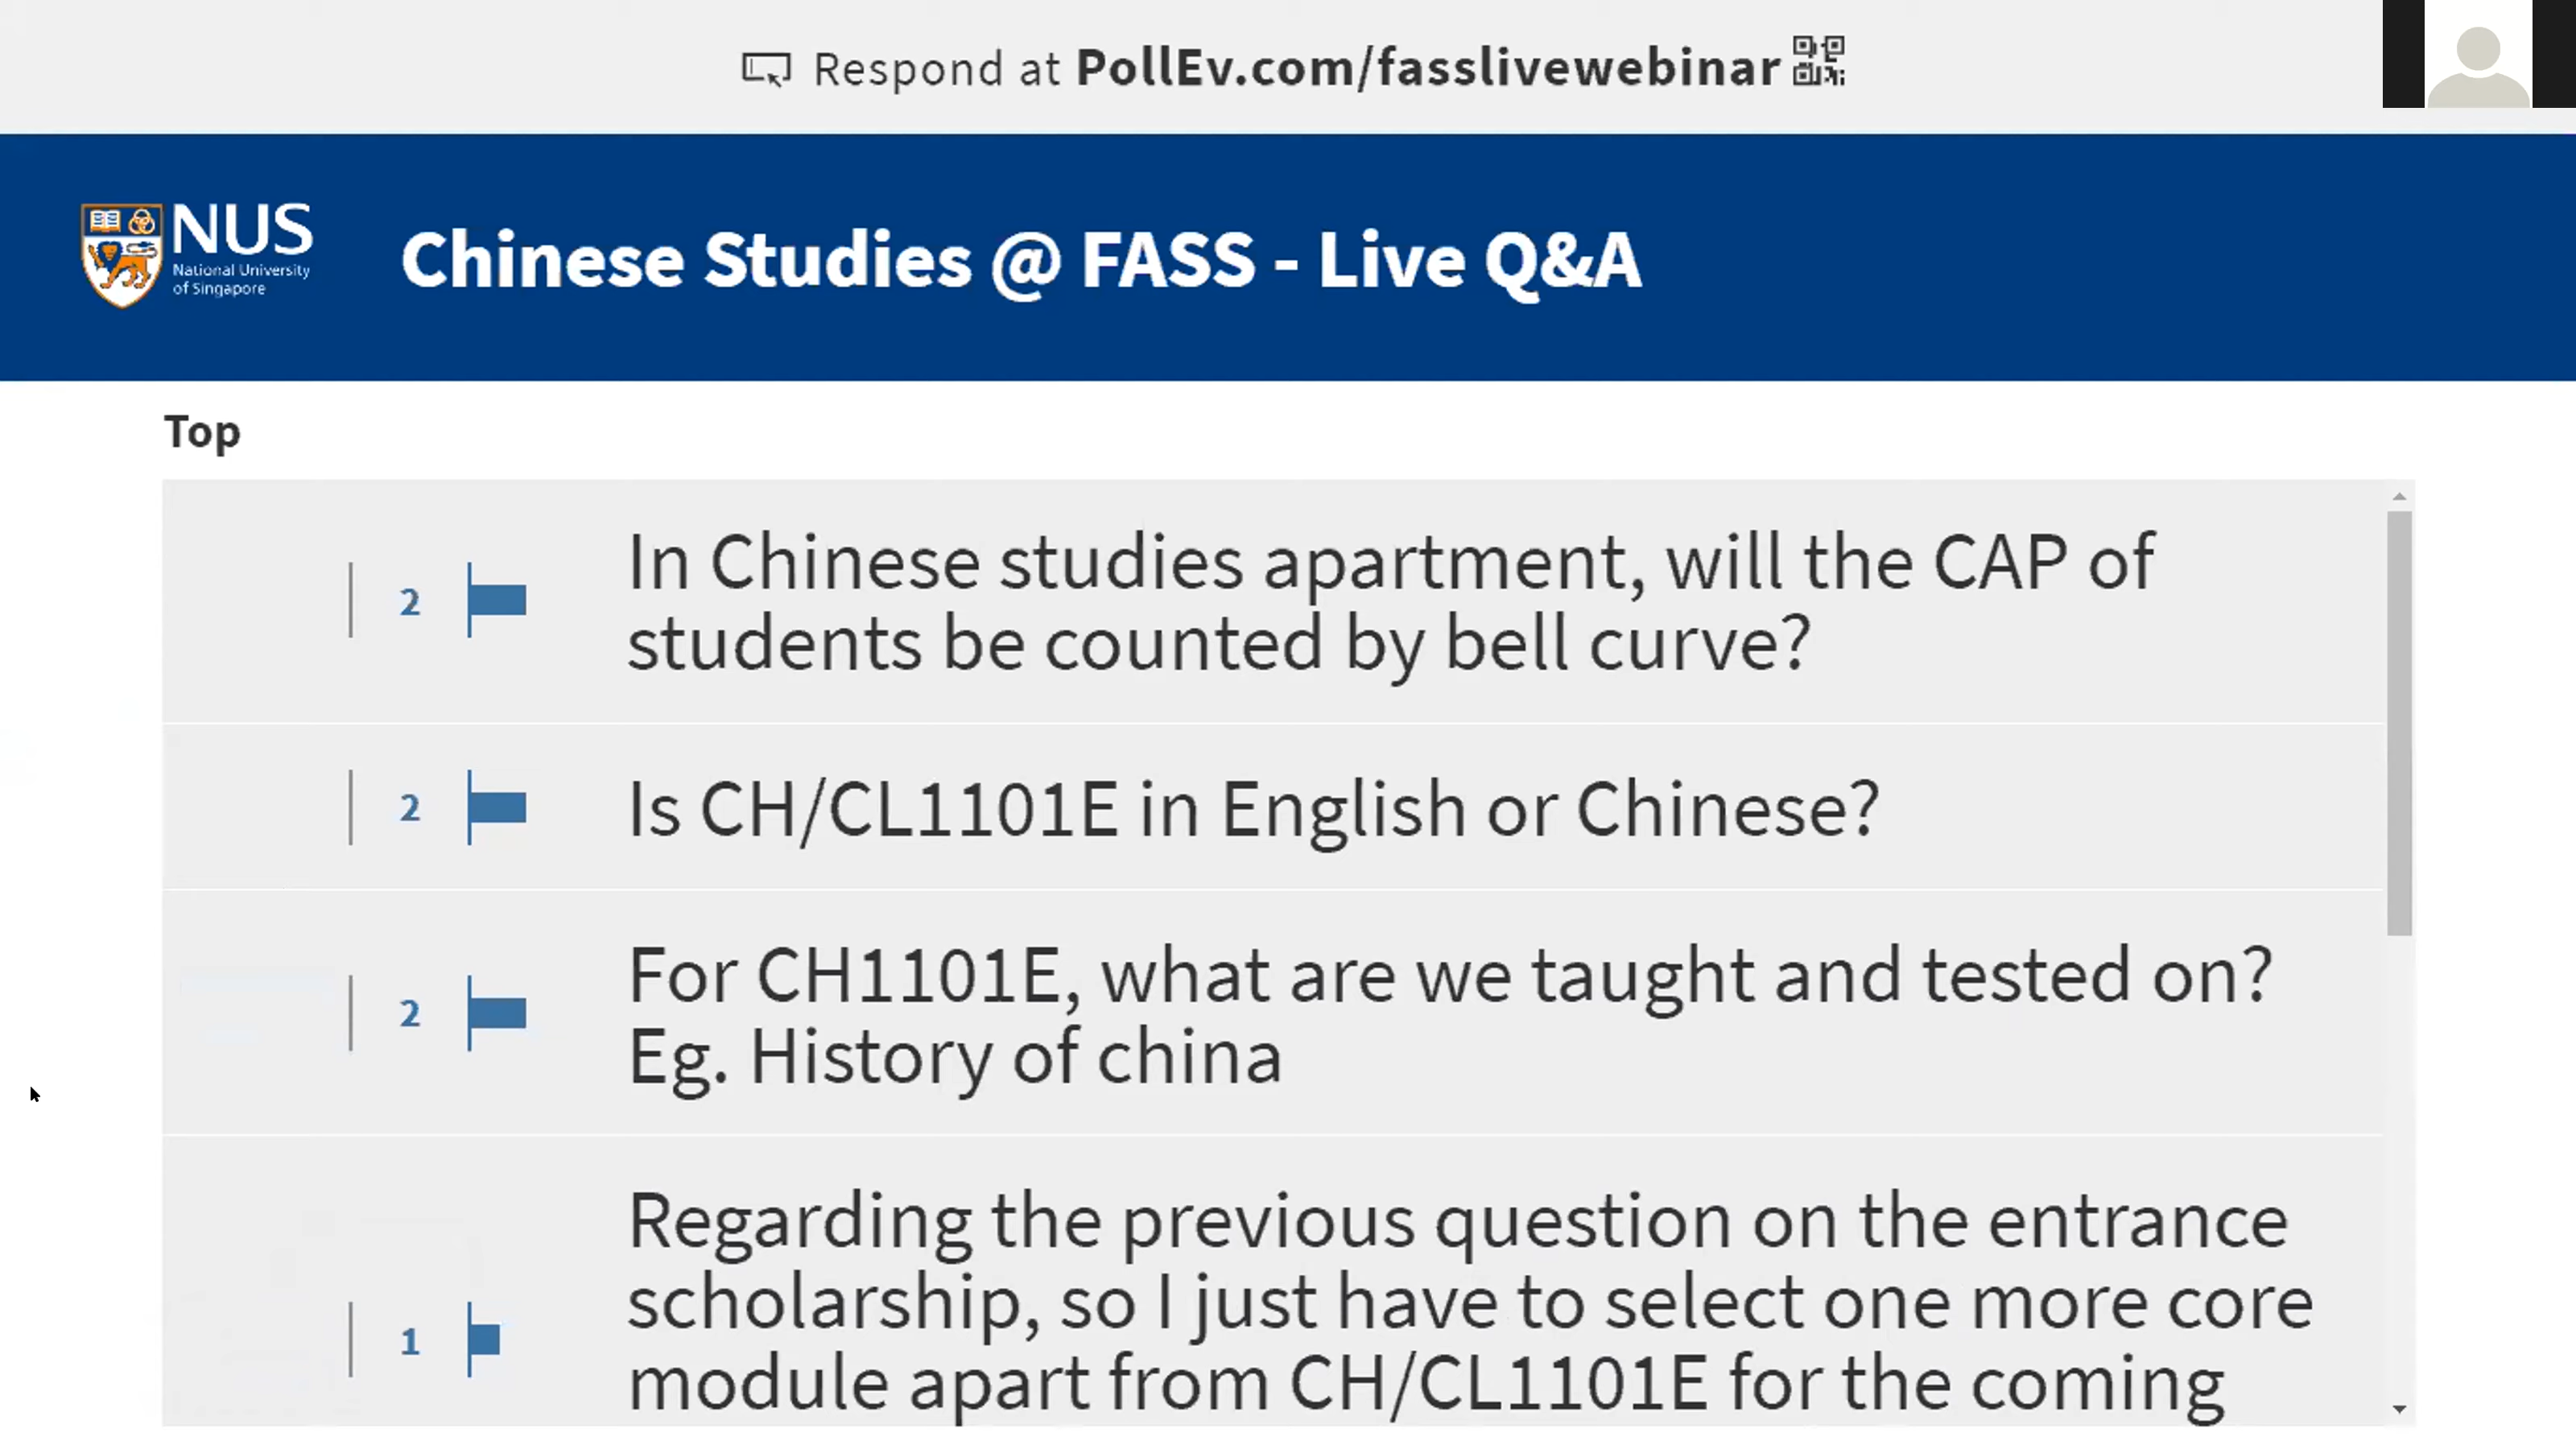 Respond at PollEv.com/fasslivewebinar
NUS
National University
of Singapore
Chinese Studies @ FASS - Live Q&A
Top
2
In Chinese studies apartment, will the CAP of
students be counted by bell curve?
2
Is CH/CL1101E in English or Chinese?
2
For CH1101E, what are we taught and tested on?
Eg. History of china
1
Regarding the previous question on the entrance
scholarship, so I just have to select one more core
module apart from CH/CL1101E for the coming